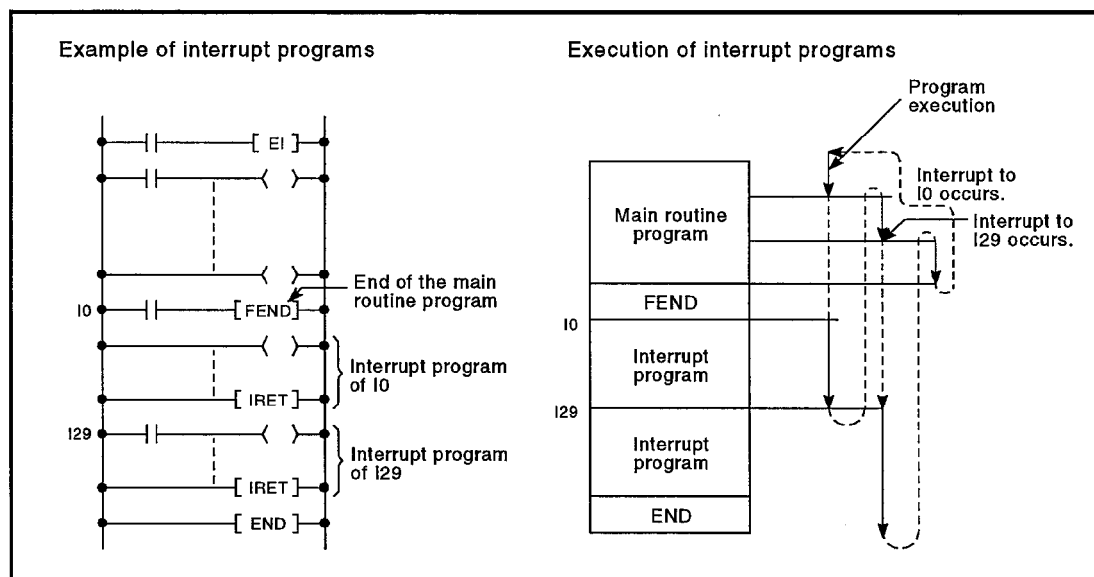 Example of interrupt programs
[ EI ]
End of the main
routine program
I0
[ FEND ]
Interrupt program
of I0
[ IRET ]
I29
Interrupt program
of I29
[ IRET ]
[ END ]
Execution of interrupt programs
Program
execution
Interrupt to
I0 occurs.
Main routine
program
Interrupt to
I29 occurs.
FEND
I0
Interrupt
program
I29
Interrupt
program
END